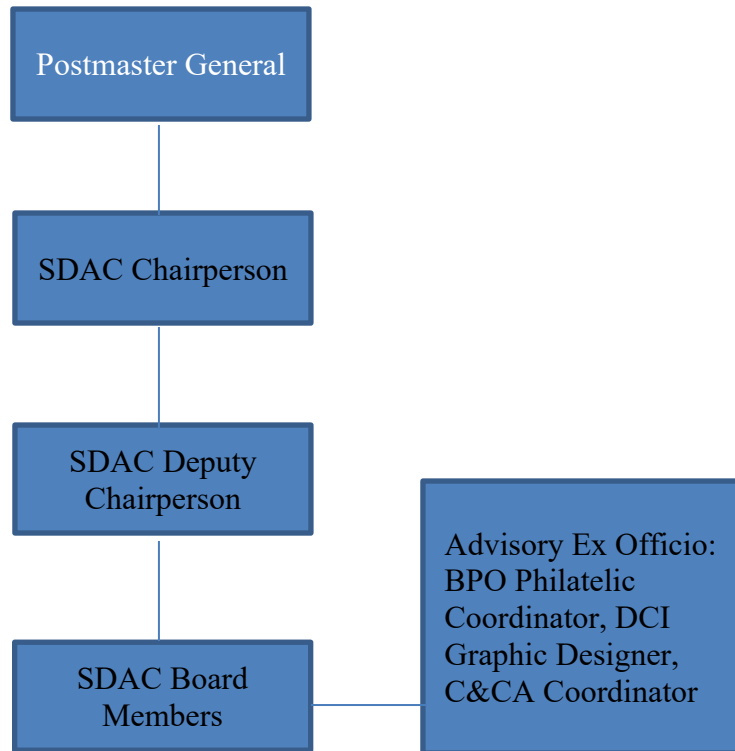 Postmaster General
SDAC Chairperson
SDAC Deputy
Chairperson
Advisory Ex Officio:
BPO Philatelic
Coordinator, DCI
Graphic Designer,
C&CA Coordinator
SDAC Board
Members